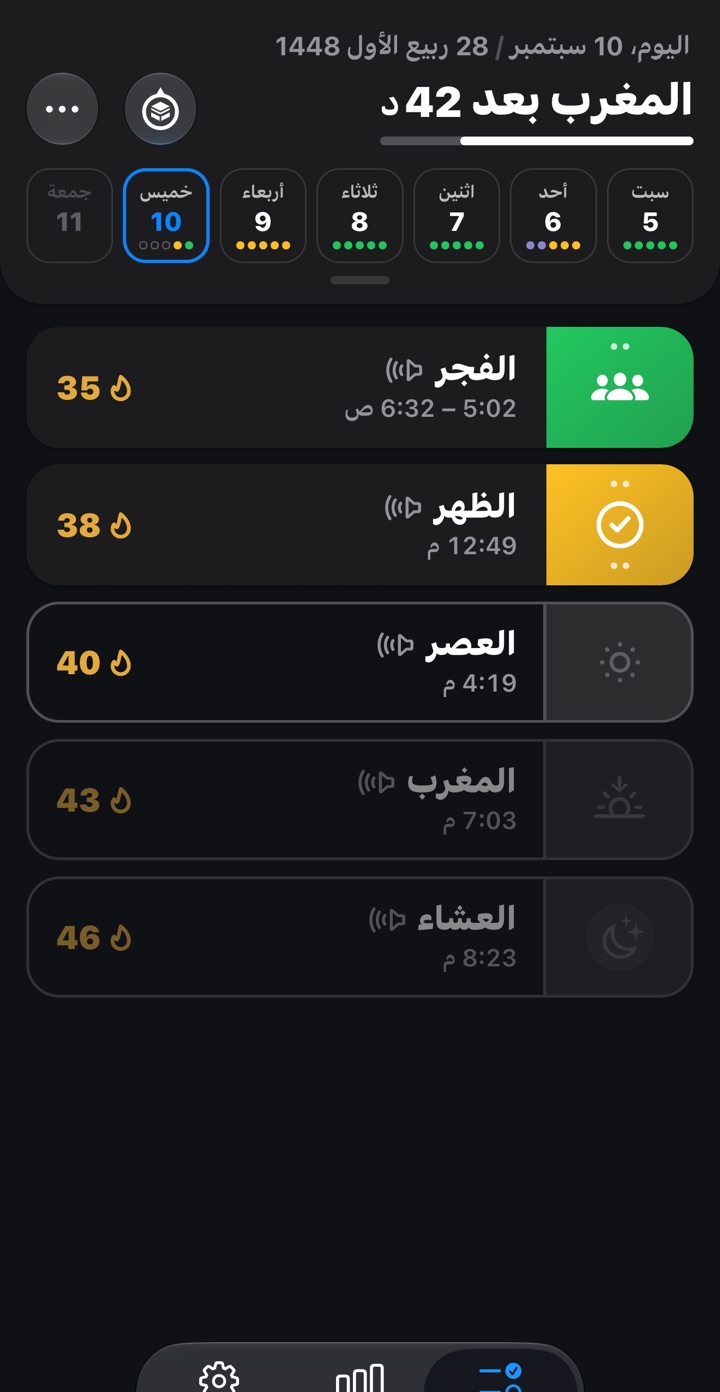 اليوم، 10 سبتمبر / 28 ربيع الأول 1448
المغرب بعد 42 د
سبت
5
أحد
6
اثنين
7
ثلاثاء
8
أربعاء
9
خميس
10
جمعة
11
الفجر
5:02 – 6:32 ص
35
الظهر
12:49 م
38
العصر
4:19 م
40
المغرب
7:03 م
43
العشاء
8:23 م
46